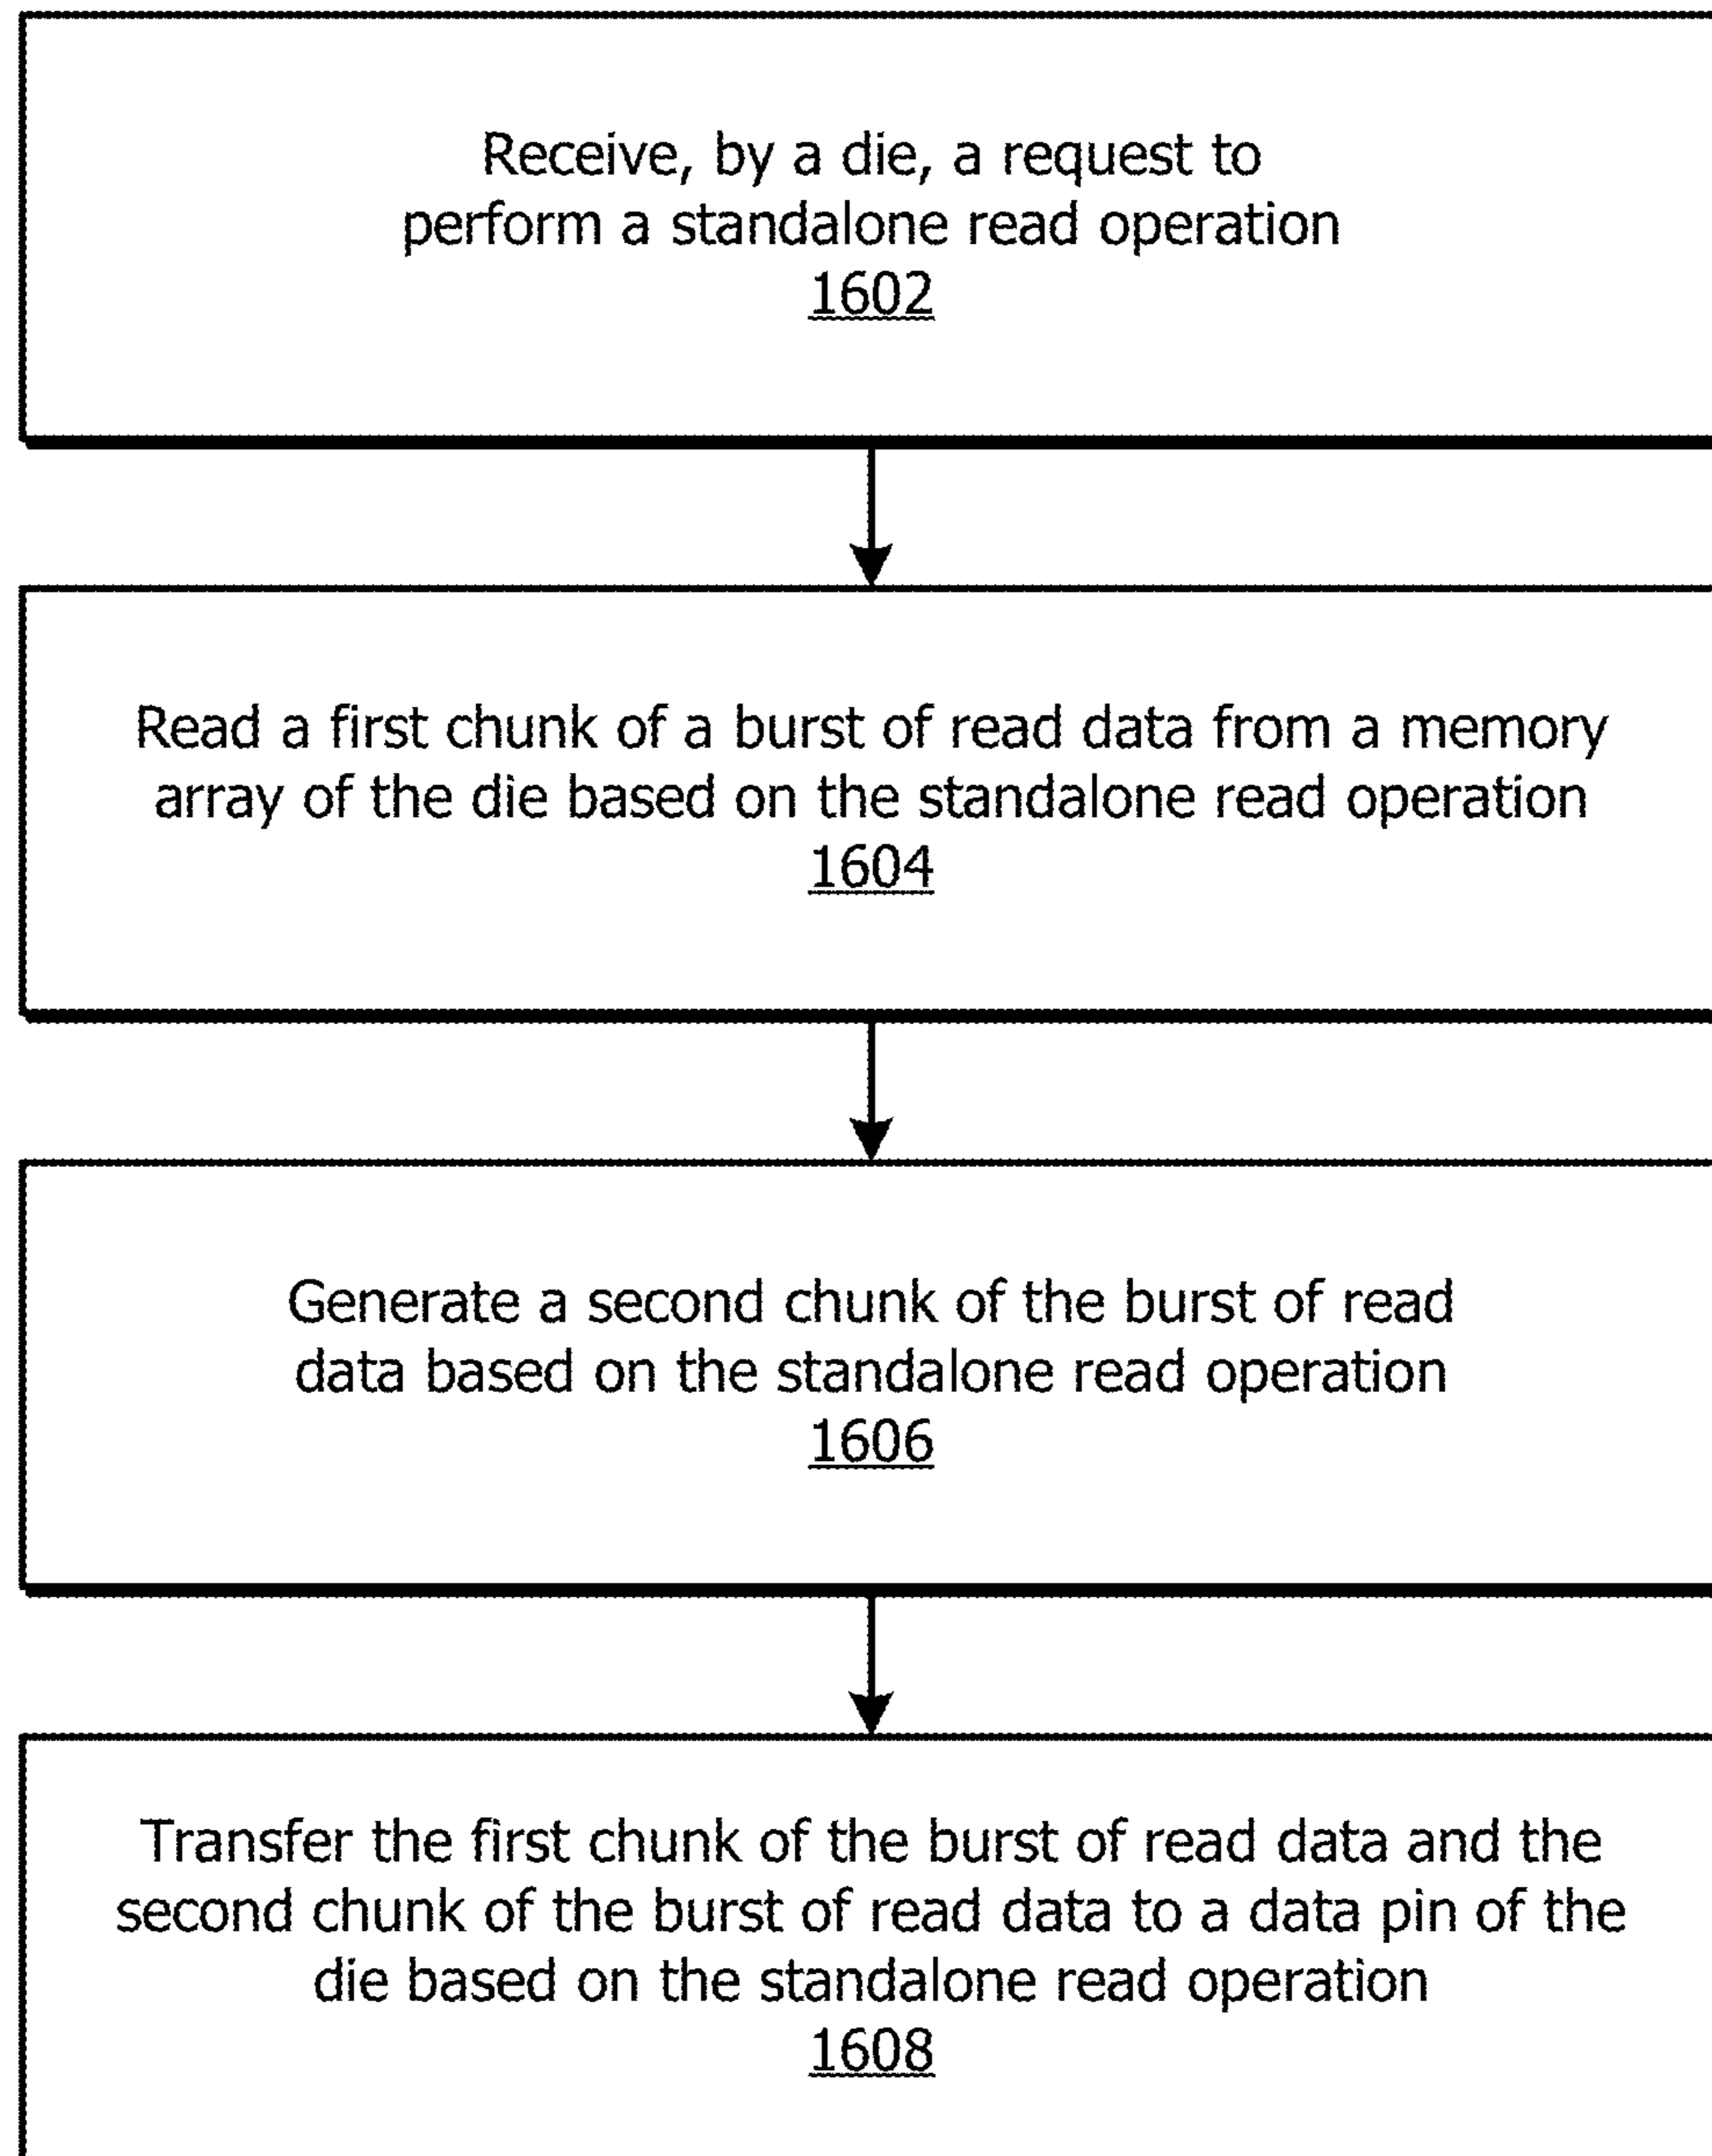 Receive, by a die, a request to
perform a standalone read operation
1602
Read a first chunk of a burst of read data from a memory
array of the die based on the standalone read operation
1604
Generate a second chunk of the burst of read
data based on the standalone read operation
1606
Transfer the first chunk of the burst of read data and the
second chunk of the burst of read data to a data pin of the
die based on the standalone read operation
1608